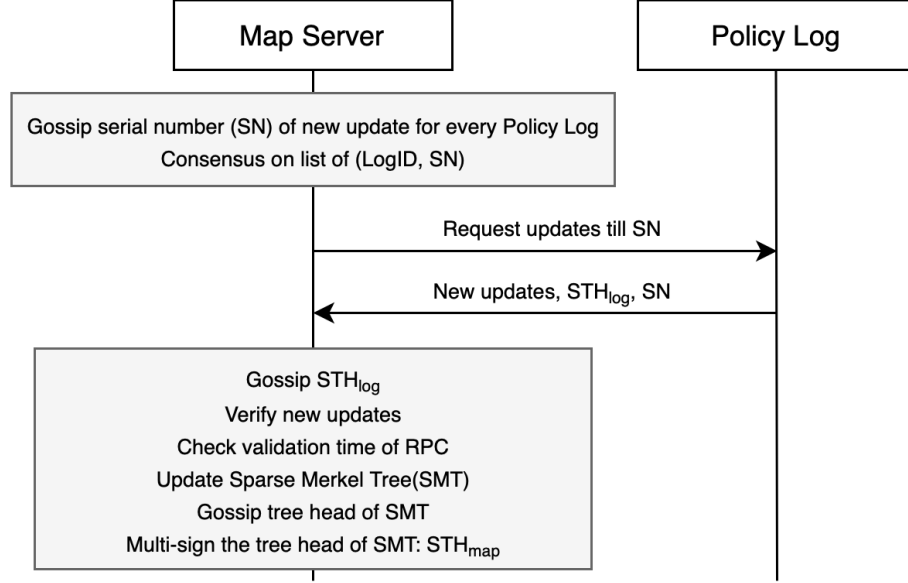 Map Server
Policy Log
Gossip serial number (SN) of new update for every Policy Log
Consensus on list of (LogID, SN)
Request updates till SN
New updates, STHlog, SN
Gossip STHlog
Verify new updates
Check validation time of RPC
Update Sparse Merkel Tree(SMT)
Gossip tree head of SMT
Multi-sign the tree head of SMT: STHmap